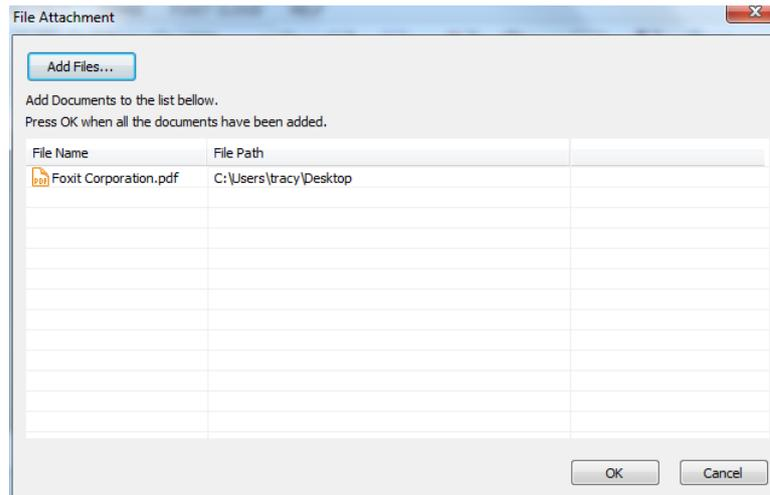 File Attachment
Add Files...
Add Documents to the list bellow.
Press OK when all the documents have been added.
File Name File Path
Foxit Corporation.pdf C:\Users\tracy\Desktop
OK Cancel